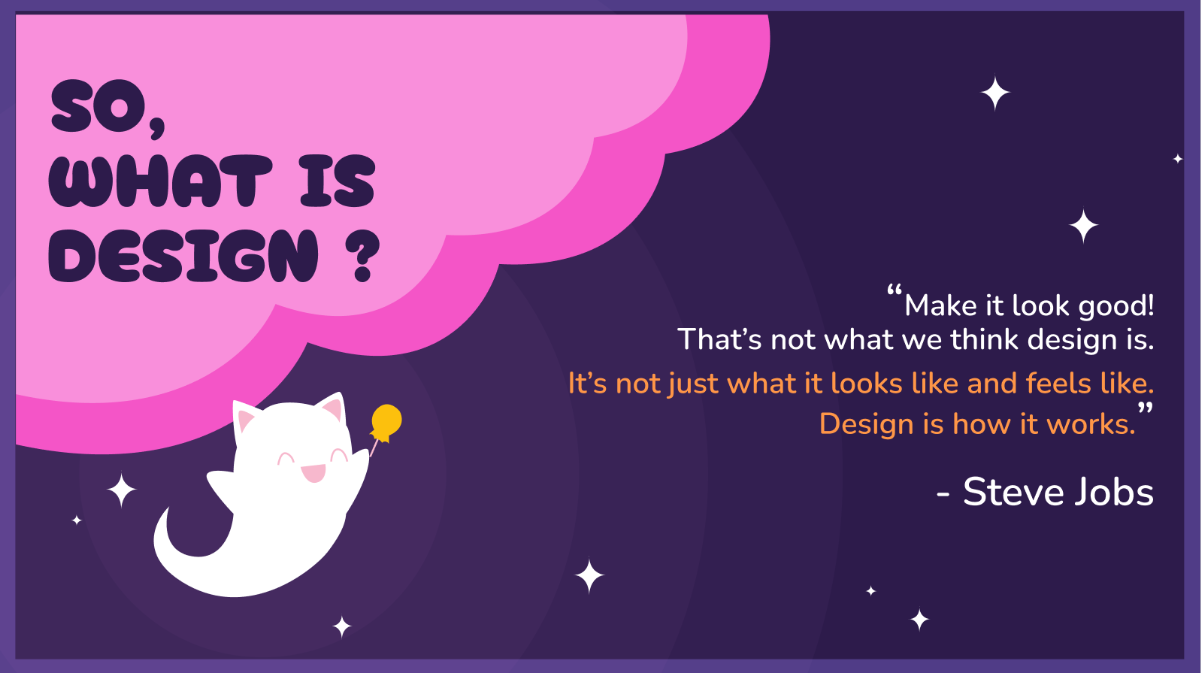 SO,
WHAT IS
DESIGN ?
“Make it look good!
That’s not what we think design is.
It’s not just what it looks like and feels like.
Design is how it works.”
- Steve Jobs